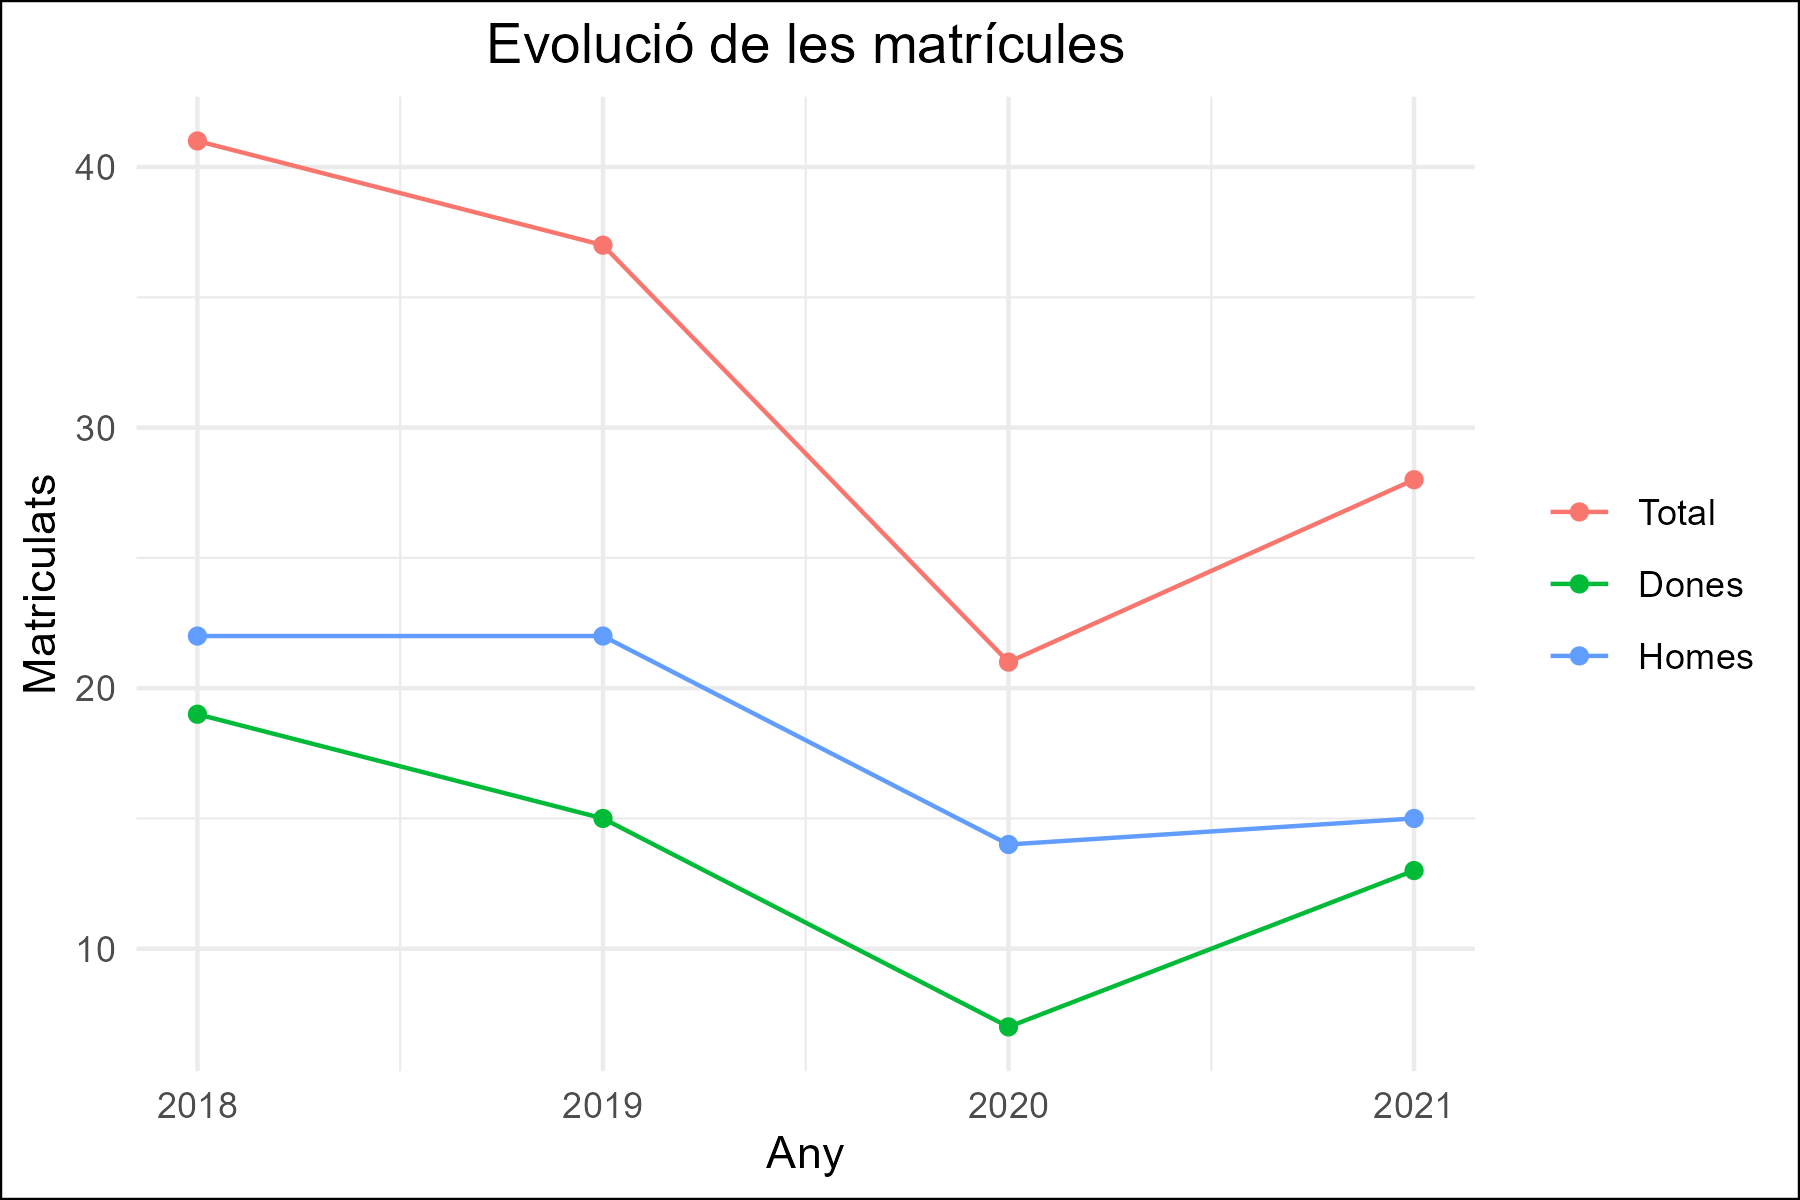 Evolució de les matrícules
40
30
20
10
Matriculats
2018 2019 2020 2021
Any
Total
Dones
Homes